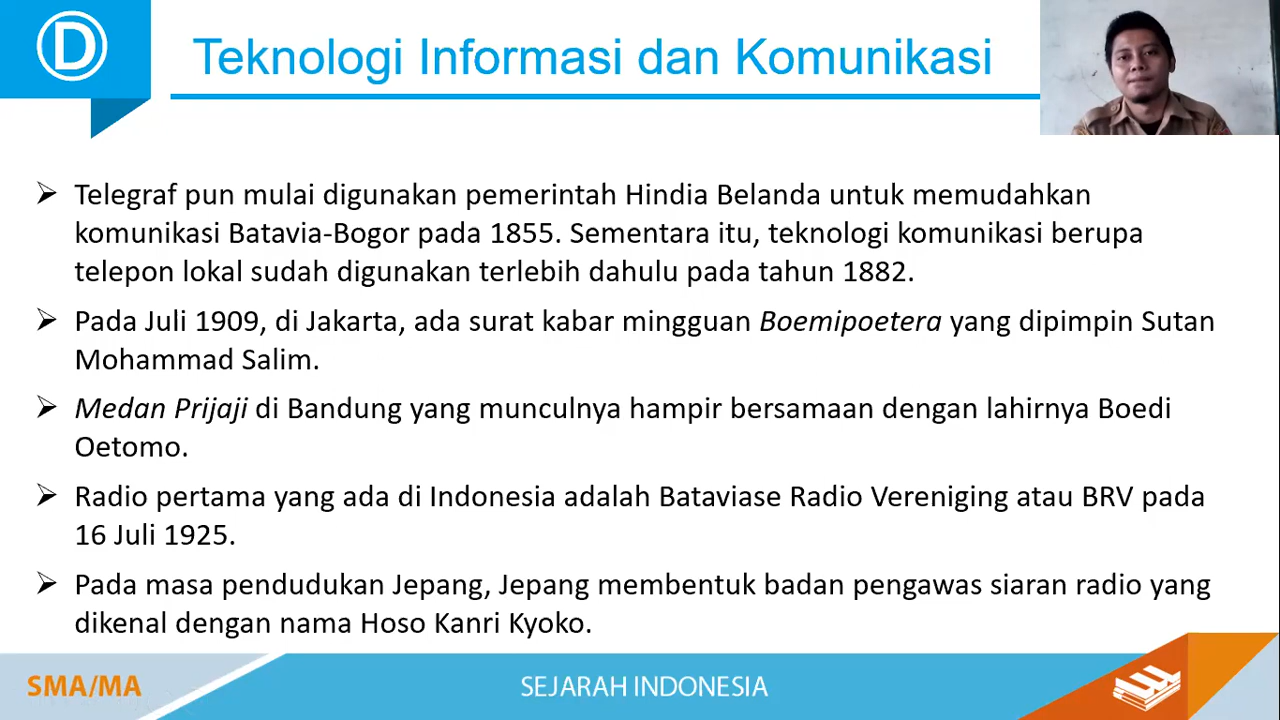 D
Teknologi Informasi dan Komunikasi
Telegraf pun mulai digunakan pemerintah Hindia Belanda untuk memudahkan
komunikasi Batavia-Bogor pada 1855. Sementara itu, teknologi komunikasi berupa
telepon lokal sudah digunakan terlebih dahulu pada tahun 1882.
Pada Juli 1909, di Jakarta, ada surat kabar mingguan Boemipoetera yang dipimpin Sutan
Mohammad Salim.
Medan Prijaji di Bandung yang munculnya hampir bersamaan dengan lahirnya Boedi
Oetomo.
Radio pertama yang ada di Indonesia adalah Bataviase Radio Vereniging atau BRV pada
16 Juli 1925.
Pada masa pendudukan Jepang, Jepang membentuk badan pengawas siaran radio yang
dikenal dengan nama Hoso Kanri Kyoko.
SMA/MA
SEJARAH INDONESIA